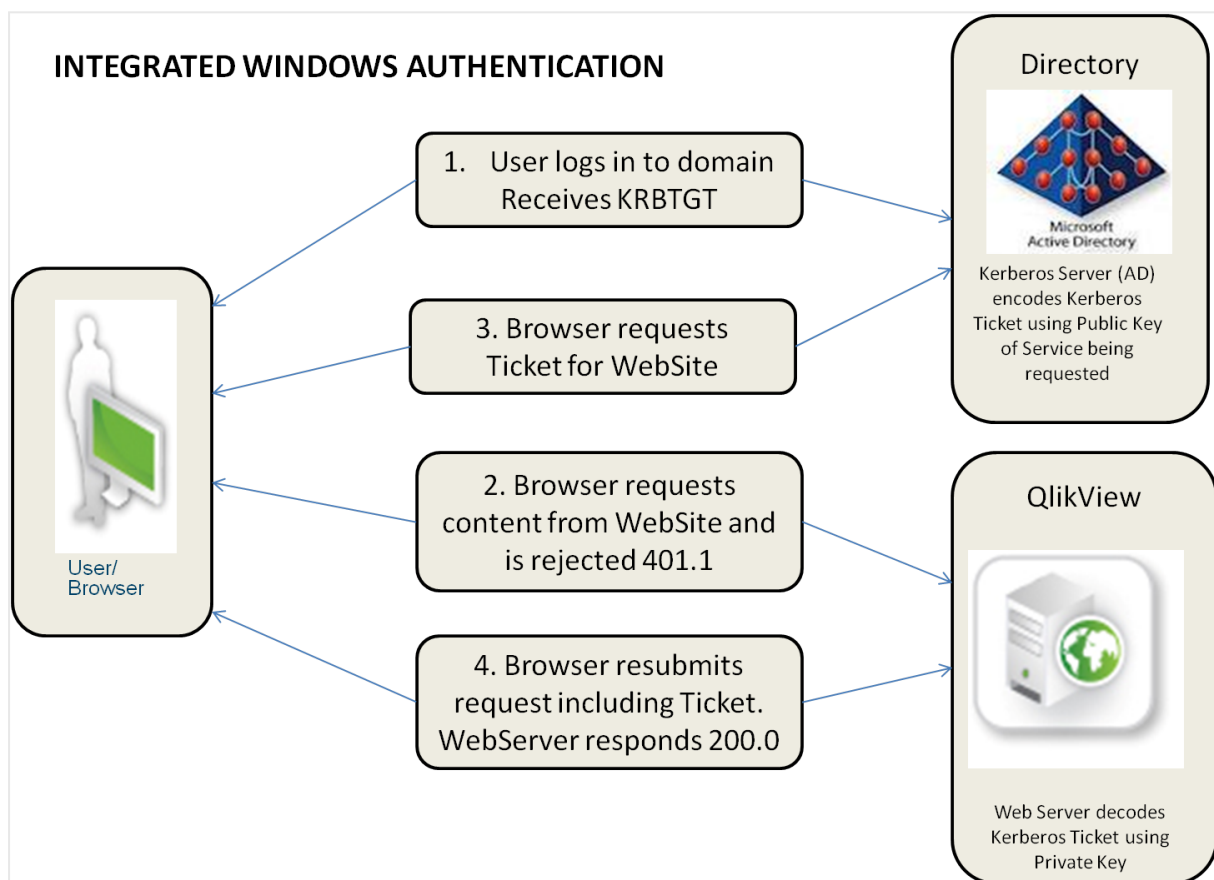 INTEGRATED WINDOWS AUTHENTICATION
Directory
Microsoft
Active Directory
Kerberos Server (AD)
encodes Kerberos
Ticket using Public Key
of Service being
requested
1. User logs in to domain
Receives KRBTGT
3. Browser requests
Ticket for WebSite
2. Browser requests
content from WebSite and
is rejected 401.1
4. Browser resubmits
request including Ticket.
WebServer responds 200.0
User/
Browser
QlikView
Web Server decodes
Kerberos Ticket using
Private Key